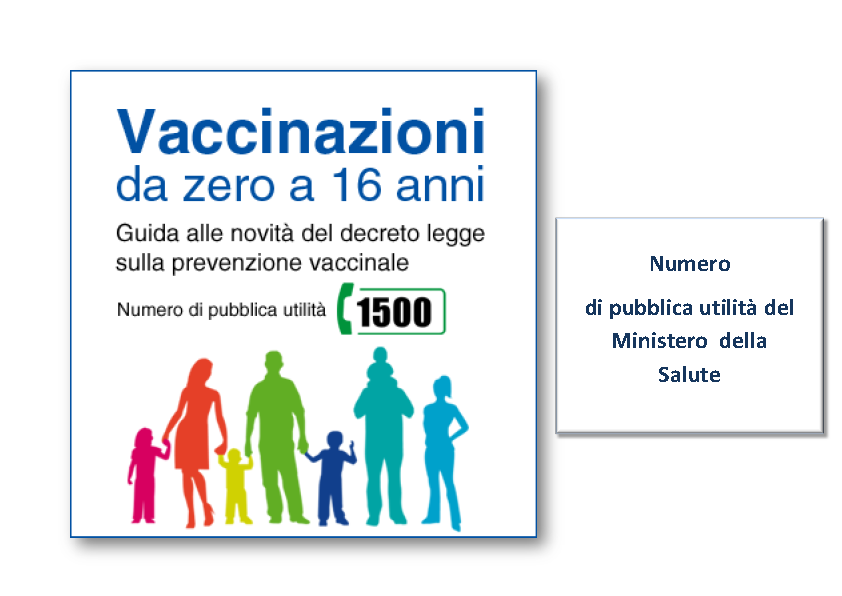 Vaccinazioni
da zero a 16 anni
Guida alle novità del decreto legge
sulla prevenzione vaccinale
Numero di pubblica utilità 1500
Numero
di pubblica utilità del
Ministero della
Salute